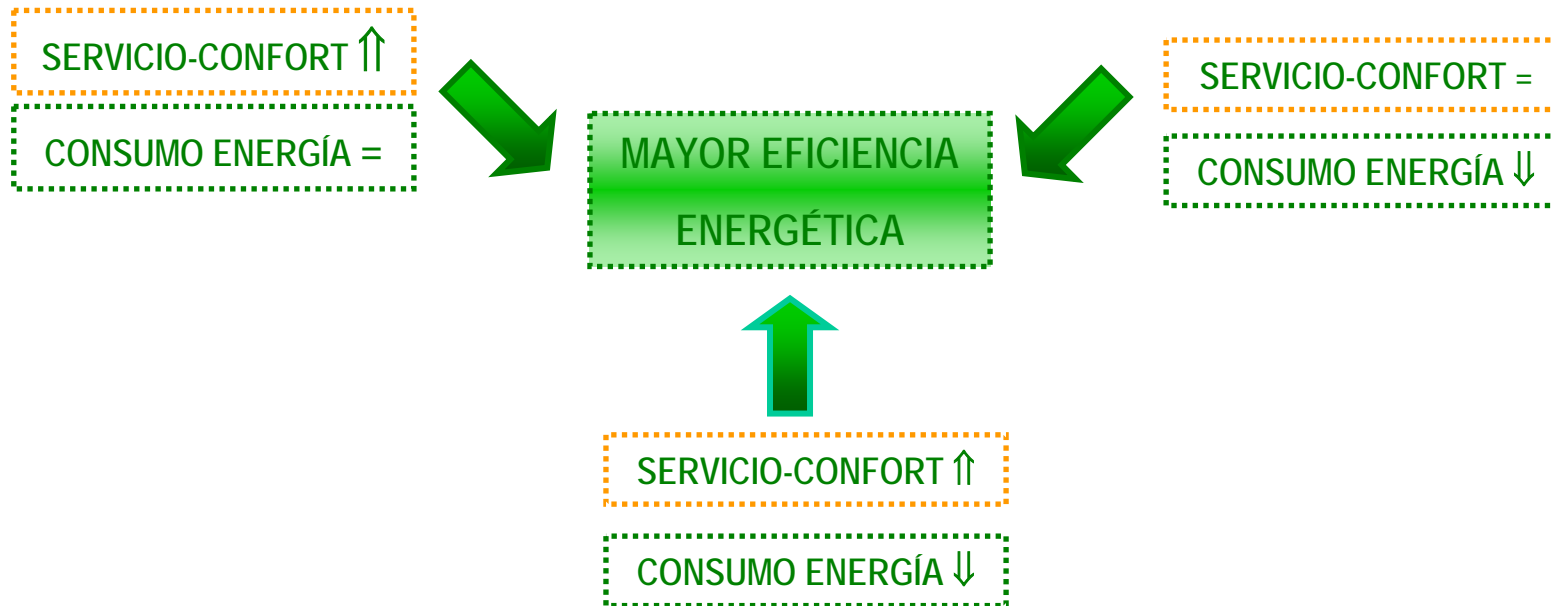 SERVICIO-CONFORT ⇑
CONSUMO ENERGÍA =
MAYOR EFICIENCIA
ENERGÉTICA
SERVICIO-CONFORT =
CONSUMO ENERGÍA ⇓
SERVICIO-CONFORT ⇑
CONSUMO ENERGÍA ⇓